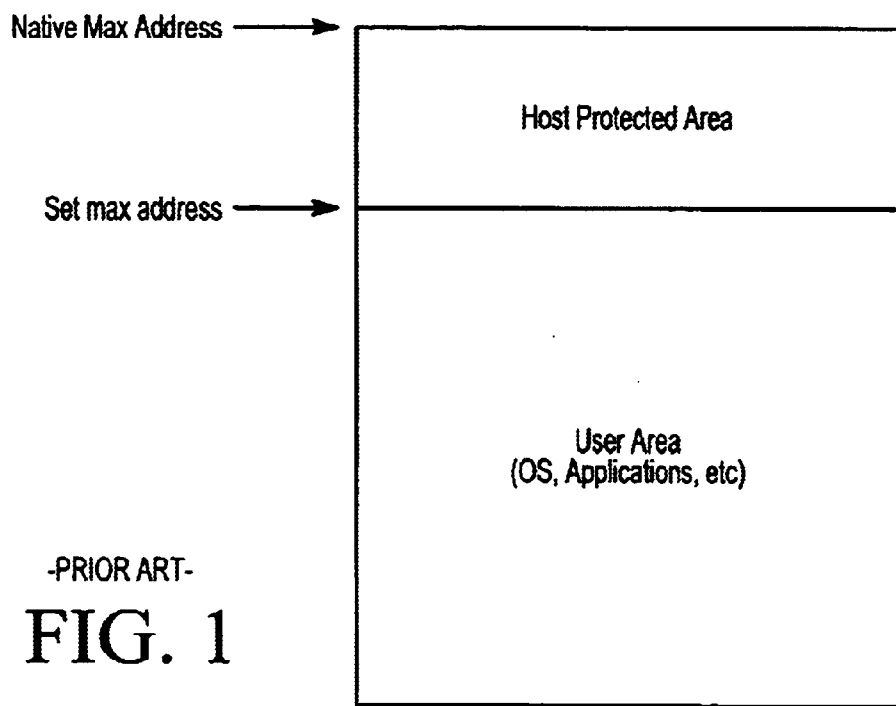 Native Max Address
Host Protected Area
Set max address
User Area
(OS, Applications, etc)
-PRIOR ART-
FIG. 1